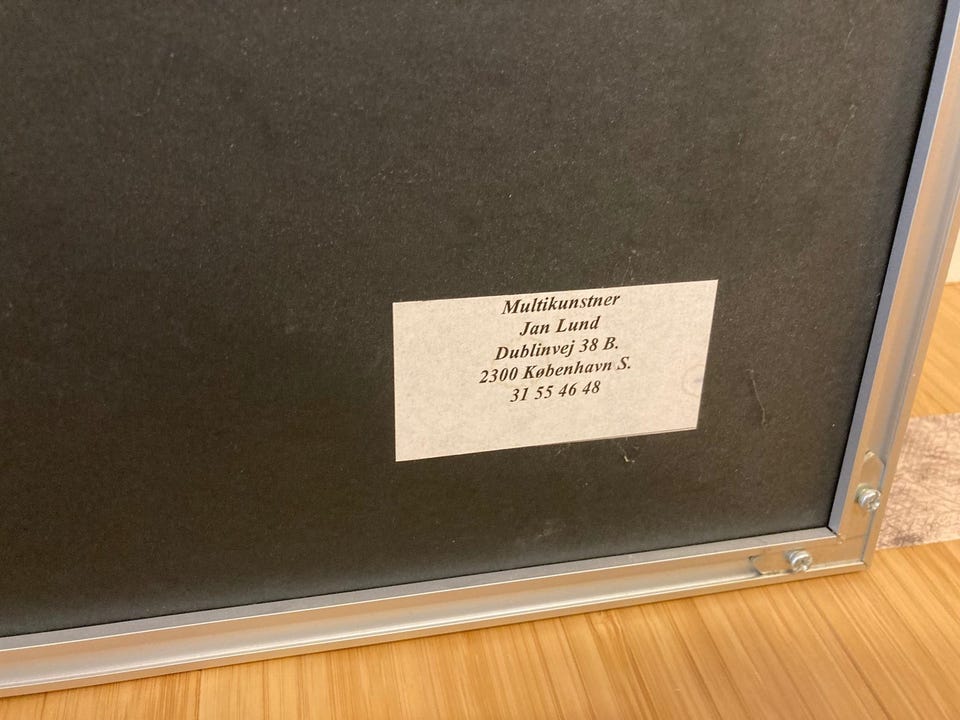 Multikunstner
Jan Lund
Dublinvej 38 B.
2300 København S.
31 55 46 48